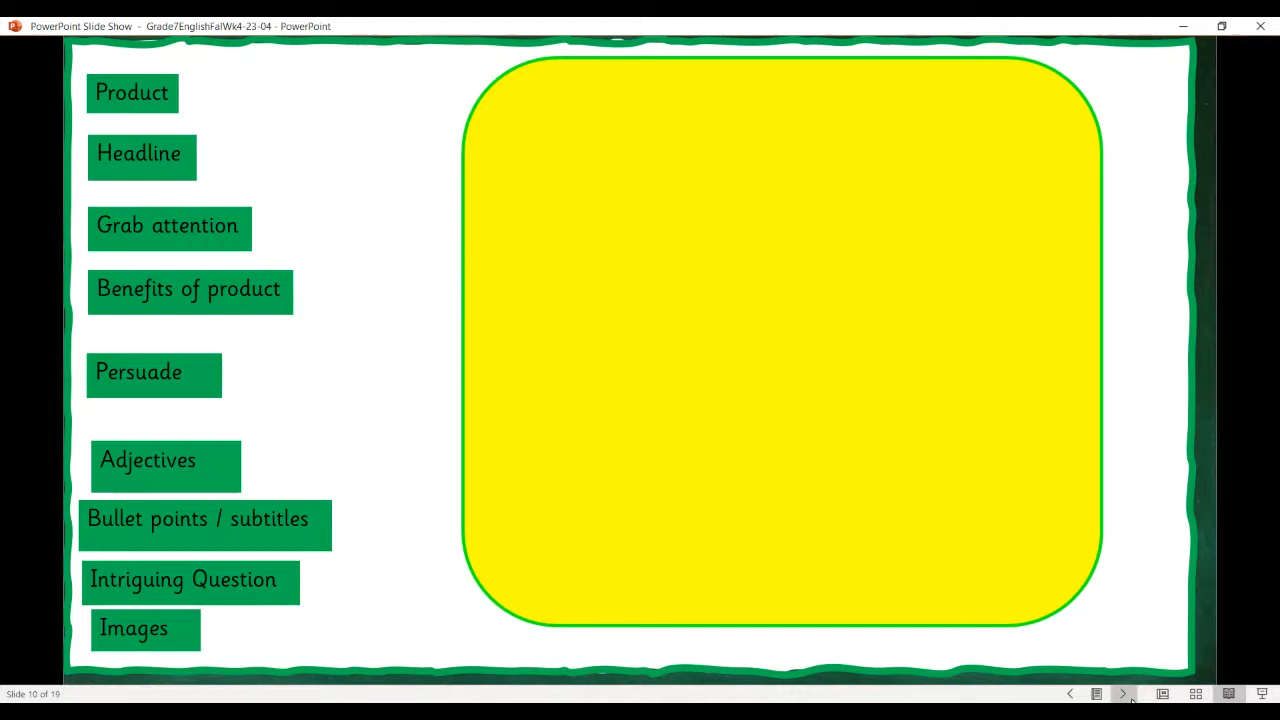 PowerPoint Slide Show - Grade7EnglishFalWk4-23-04 - PowerPoint
Product
Headline
Grab attention
Benefits of product
Persuade
Adjectives
Bullet points / subtitles
Intriguing Question
Images
Slide 10 of 19